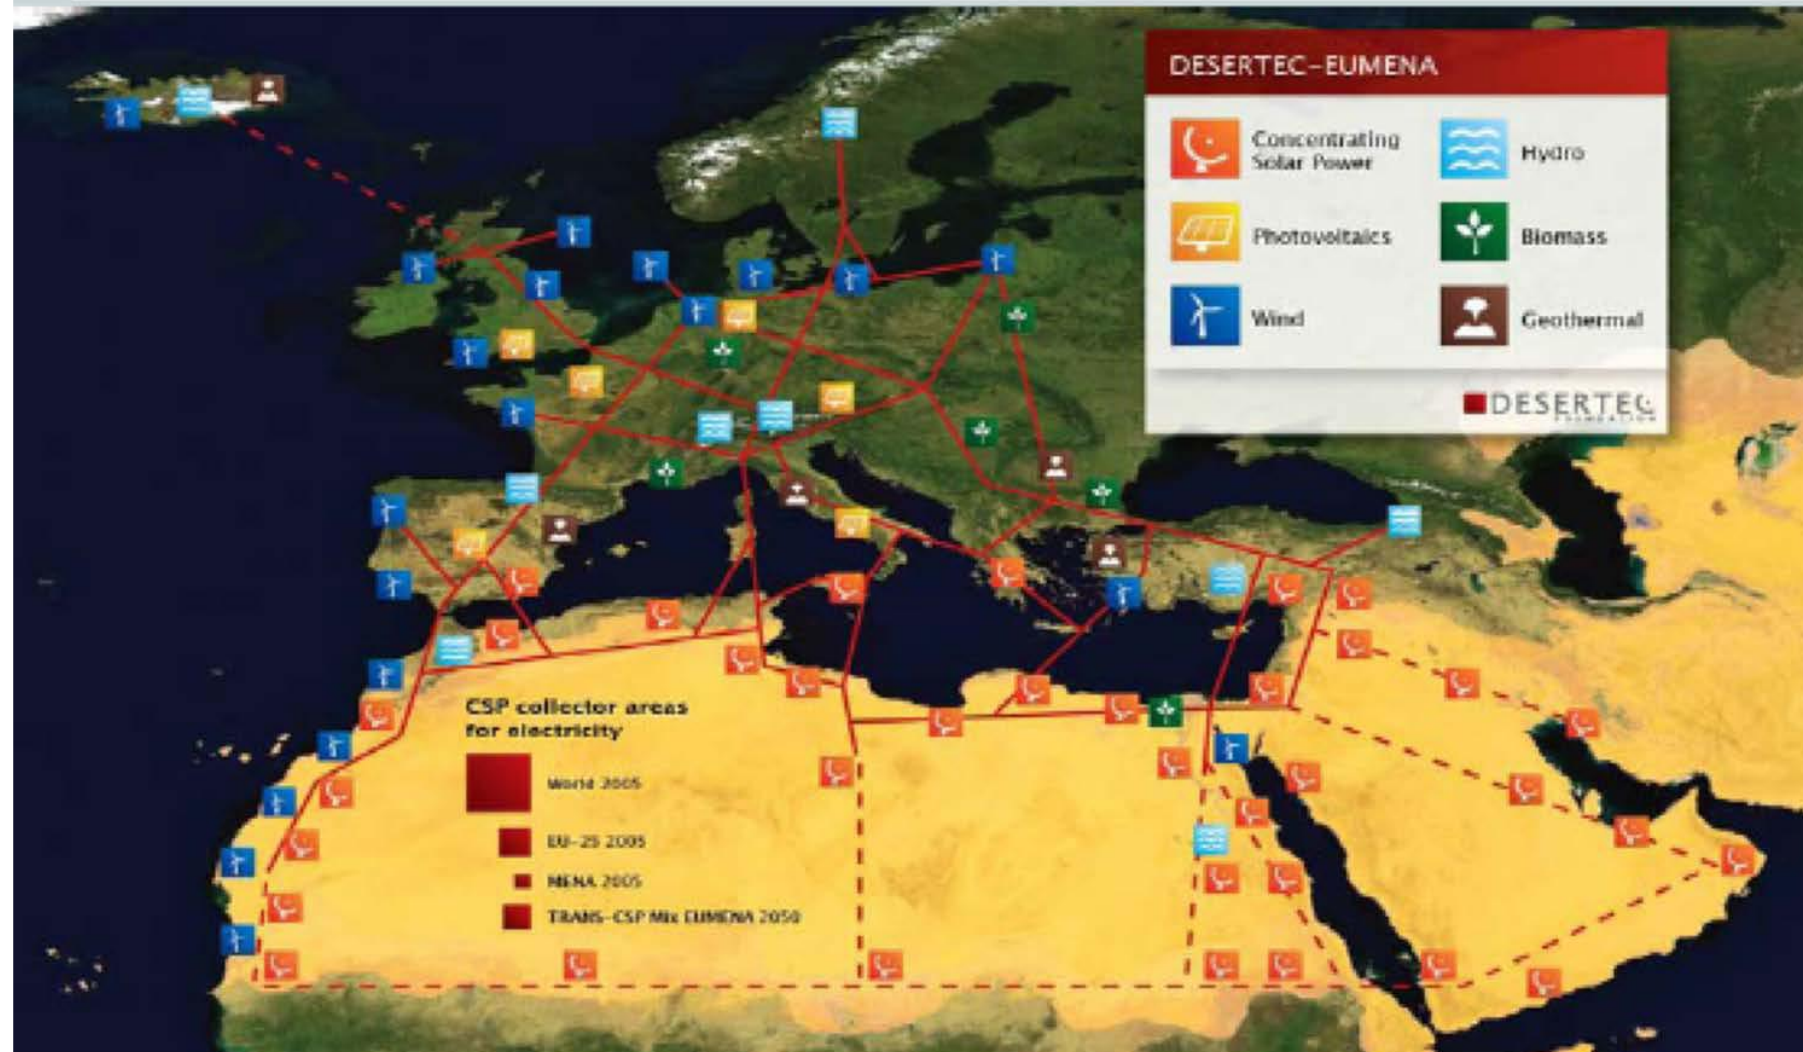 DESERTEC-EUMENA
Concentrating
Solar Power
Hydro
Photovoltaics
Biomass
Wind
Geothermal
DESERTEC
FOUNDATION
CSP collector areas
for electricity
World 2005
EU-25 2005
MENA 2005
TRANS-CSP Mix EUMENA 2050